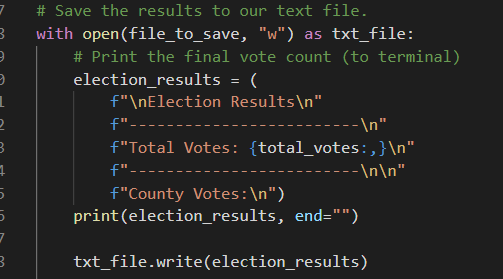 7 # Save the results to our text file.
8 with open(file_to_save, "w") as txt_file:
9     # Print the final vote count (to terminal)
0     election_results = (
1         f"\nElection Results\n"
2         f"-------------------------\n"
3         f"Total Votes: {total_votes:,}\n"
4         f"-------------------------\n\n"
5         f"County Votes:\n")
6     print(election_results, end="")
7
8     txt_file.write(election_results)